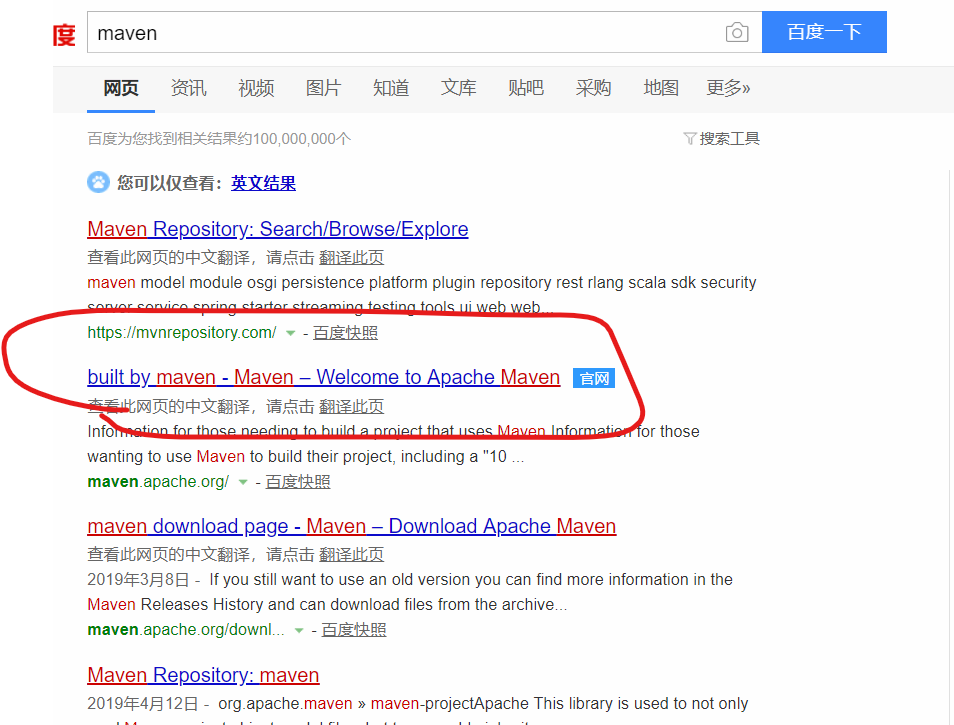 度 maven 百度一下
网页 资讯 视频 图片 知道 文库 贴吧 采购 地图 更多»
百度为您找到相关结果约100,000,000个 搜索工具
您可以仅查看：英文结果
Maven Repository: Search/Browse/Explore
查看此网页的中文翻译，请点击 翻译此页
maven model module osgi persistence platform plugin repository rest rlang scala sdk security
server service spring starter streaming testing tools ui web web...
https://mvnrepository.com/ - 百度快照
built by maven - Maven – Welcome to Apache Maven 官网
查看此网页的中文翻译，请点击 翻译此页
Information for those needing to build a project that uses Maven Information for those
wanting to use Maven to build their project, including a "10 ...
maven.apache.org/ - 百度快照
maven download page - Maven – Download Apache Maven
查看此网页的中文翻译，请点击 翻译此页
2019年3月8日 - If you still want to use an old version you can find more information in the
Maven Releases History and can download files from the archive...
maven.apache.org/downl... - 百度快照
Maven Repository: maven
2019年4月12日 - org.apache.maven » maven-projectApache This library is used to not only